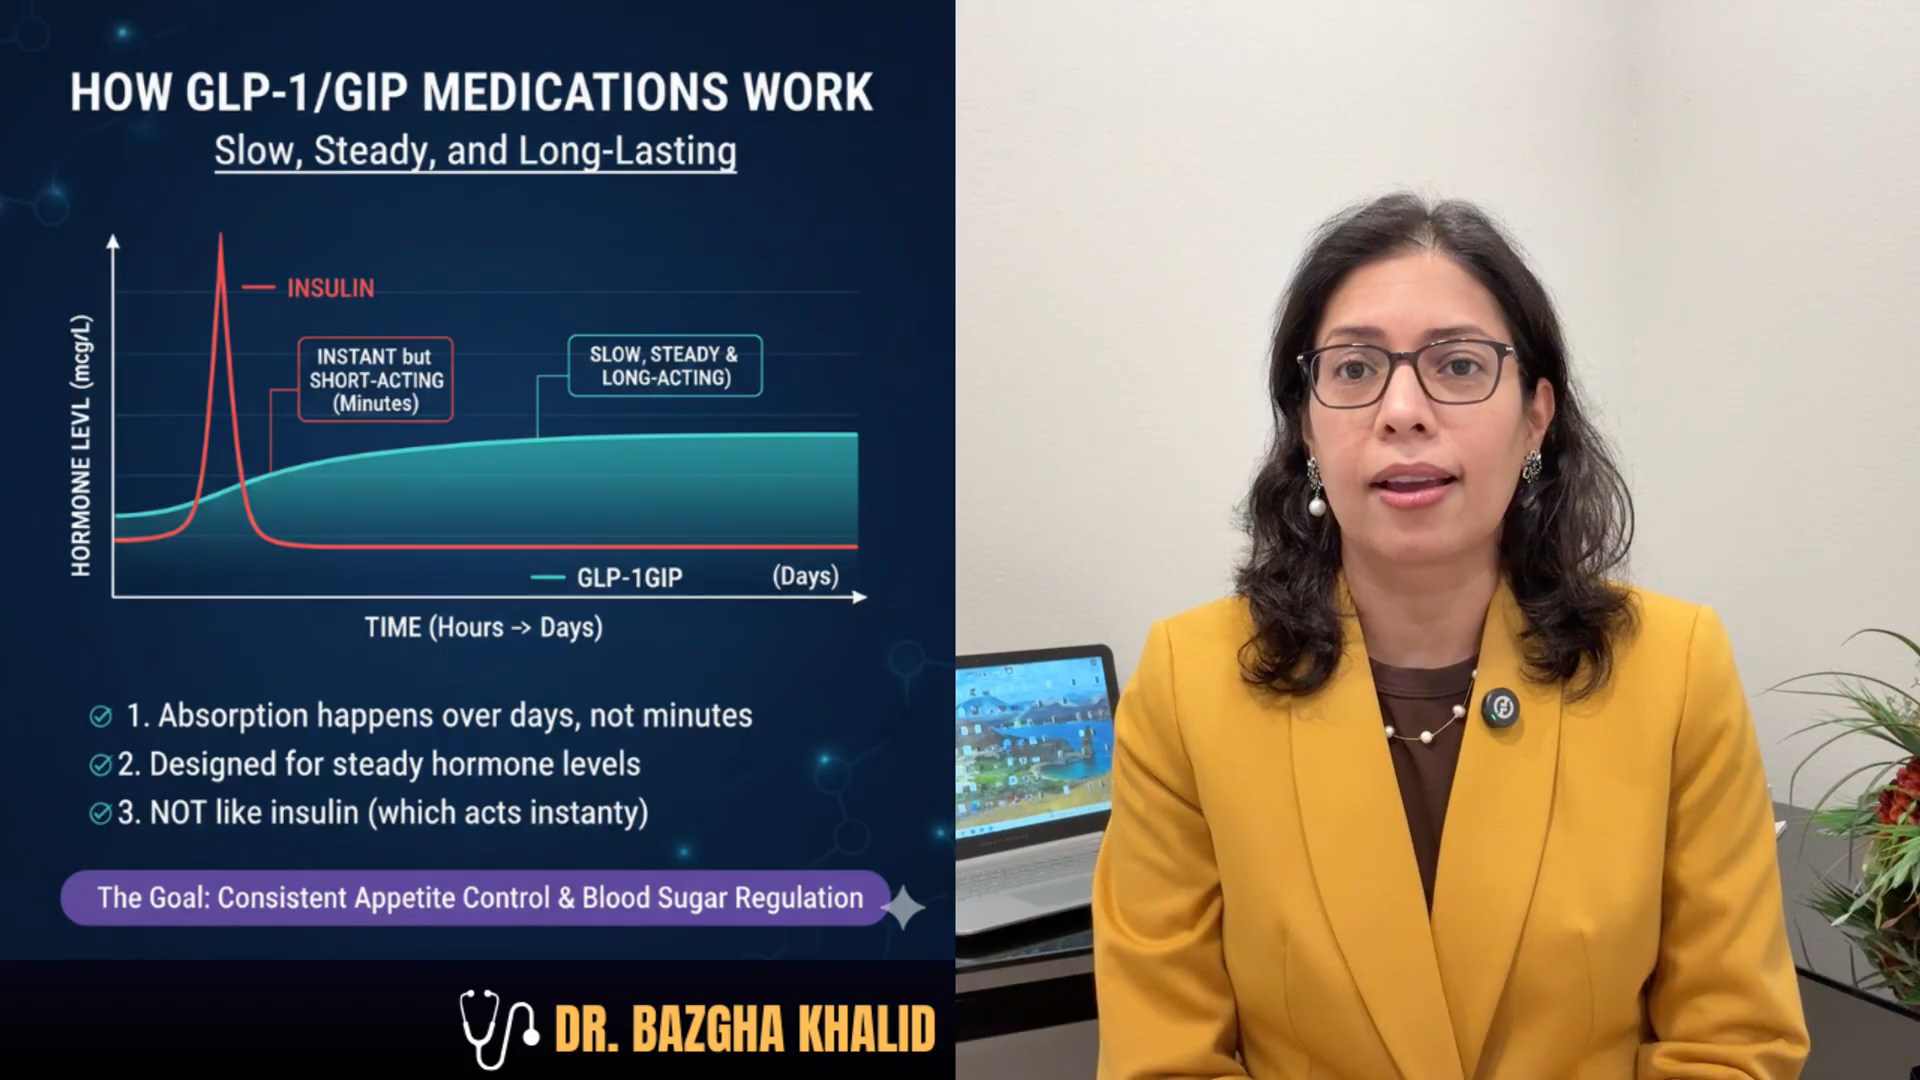 HOW GLP-1/GIP MEDICATIONS WORK
Slow, Steady, and Long-Lasting
HORMONNE LEVL (mcg/L)
INSULIN
INSTANT but
SHORT-ACTING
(Minutes)
SLOW, STEADY &
LONG-ACTING)
GLP-1GIP
(Days)
TIME (Hours -> Days)
1. Absorption happens over days, not minutes
2. Designed for steady hormone levels
3. NOT like insulin (which acts instanty)
The Goal: Consistent Appetite Control & Blood Sugar Regulation
DR. BAZGHA KHALID